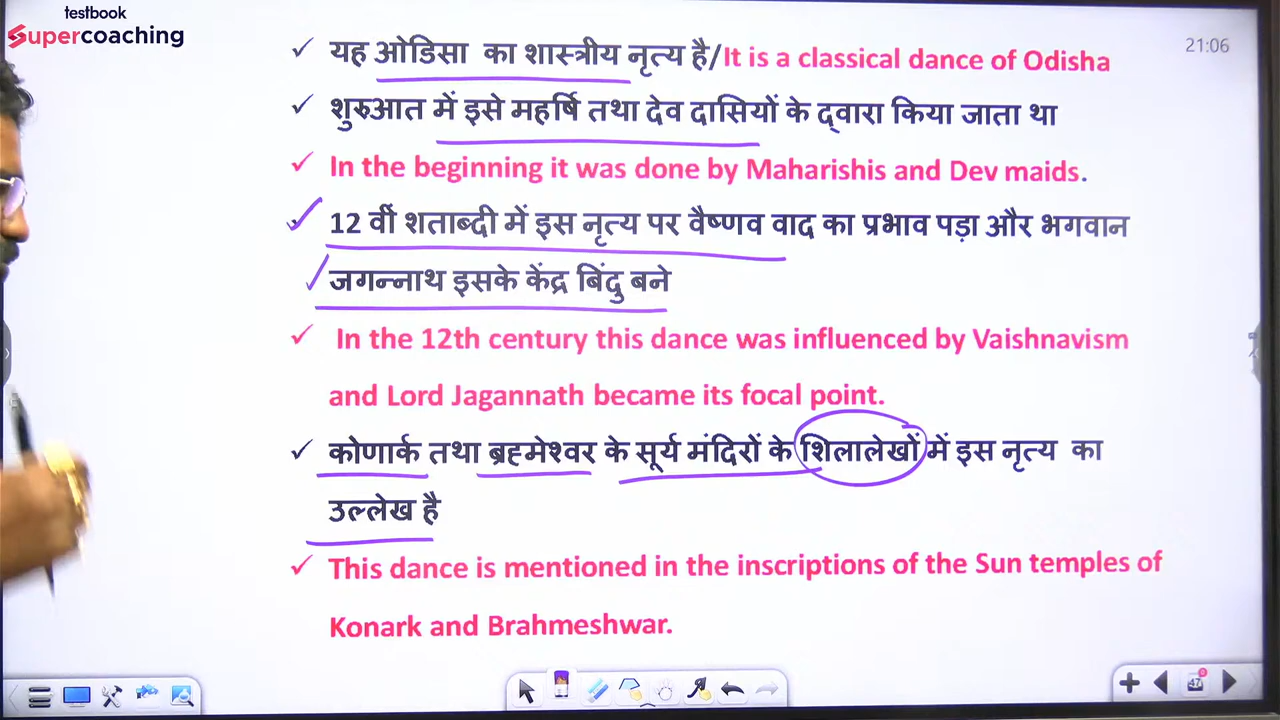 testbook
Supercoaching
21:06
यह ओडिसा का शास्त्रीय नृत्य है/It is a classical dance of Odisha
शुरुआत में इसे महर्षि तथा देव दासियों के द्वारा किया जाता था
In the beginning it was done by Maharishis and Dev maids.
12 वीं शताब्दी में इस नृत्य पर वैष्णव वाद का प्रभाव पड़ा और भगवान
जगन्नाथ इसके केंद्र बिंदु बने
In the 12th century this dance was influenced by Vaishnavism
and Lord Jagannath became its focal point.
कोणार्क तथा ब्रह्मेश्वर के सूर्य मंदिरों के शिलालेखों में इस नृत्य का
उल्लेख है
This dance is mentioned in the inscriptions of the Sun temples of
Konark and Brahmeshwar.
47